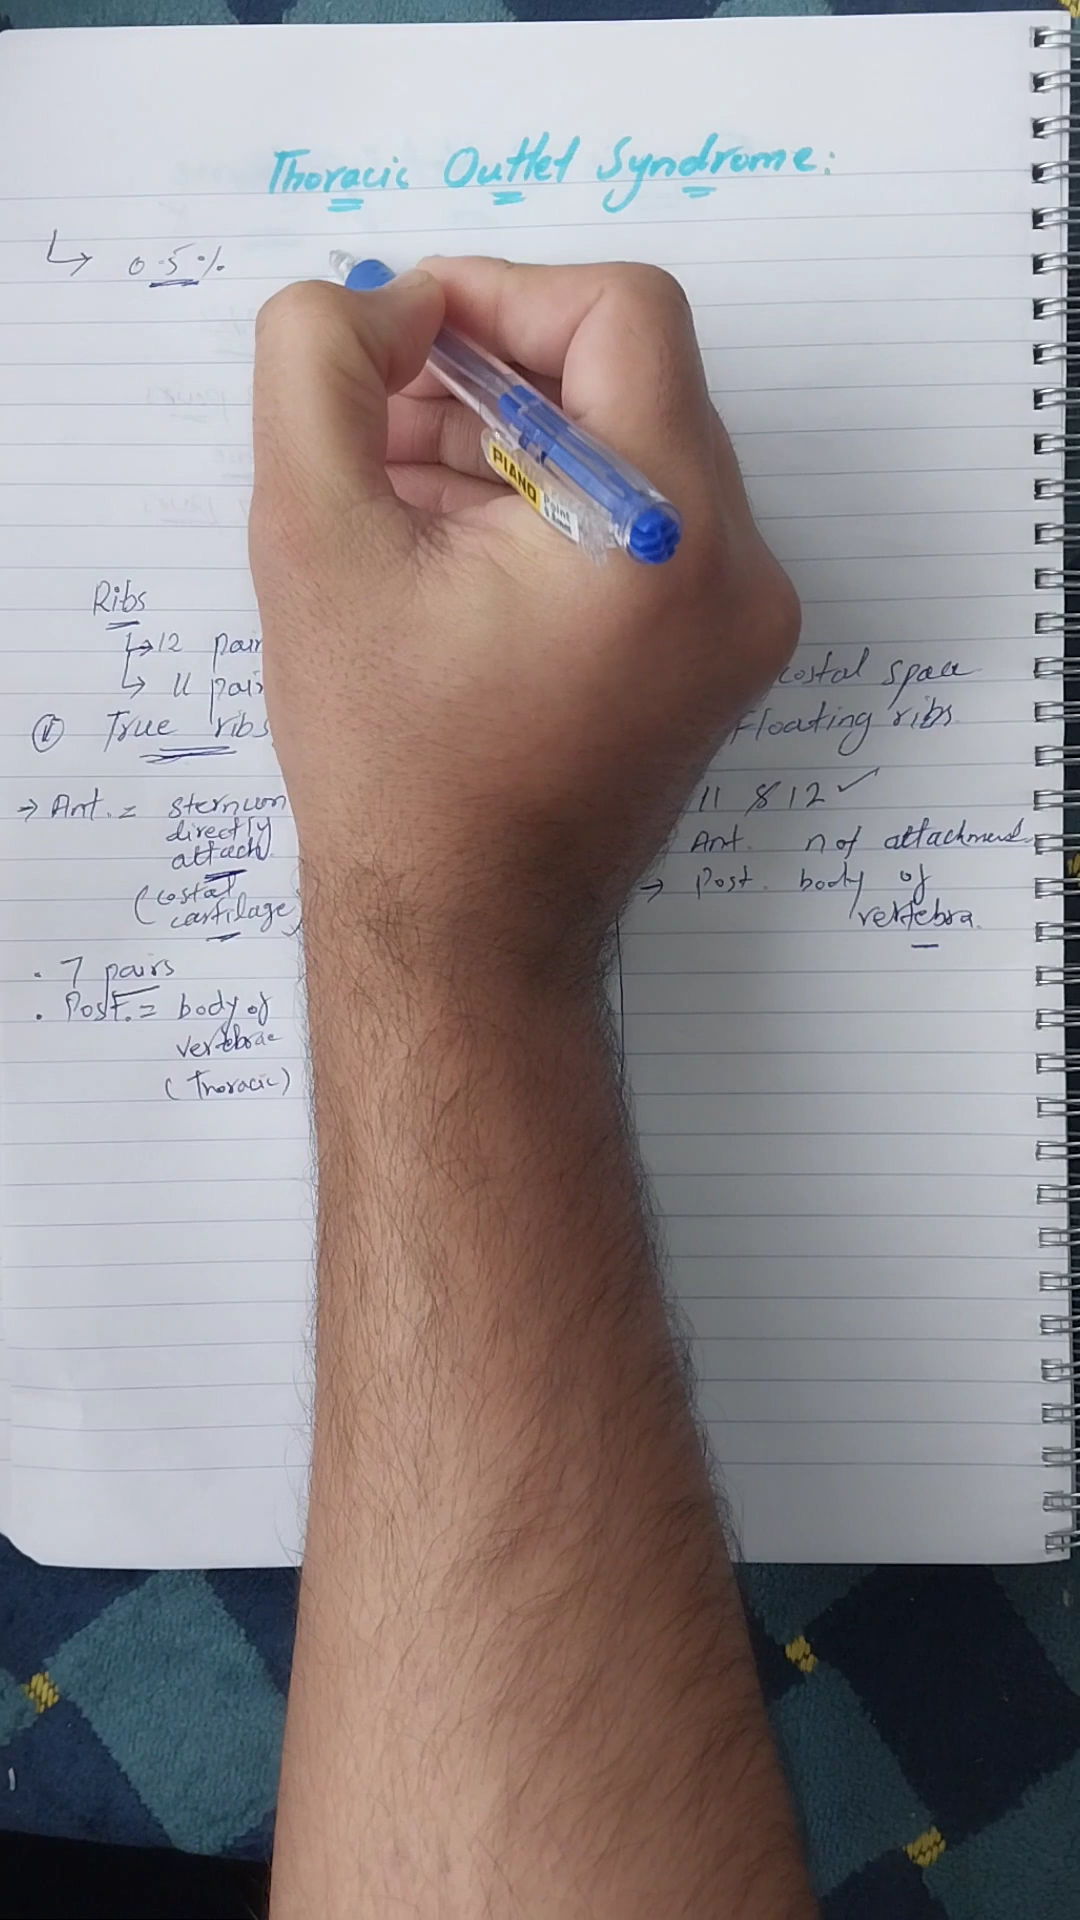 Thoracic Outlet Syndrome:
0.5%
PIANO
Point
Ribs
12 pair
11 pair
costal space
True ribs
Floating ribs
→ Ant. = sternum
directly
attach
(costal
cartilage)
11 & 12 ✓
Ant. n of attachment
→ Post. body of
vertebra.
. 7 pairs
. Post. = body of
vertebrae
(Thoracic)